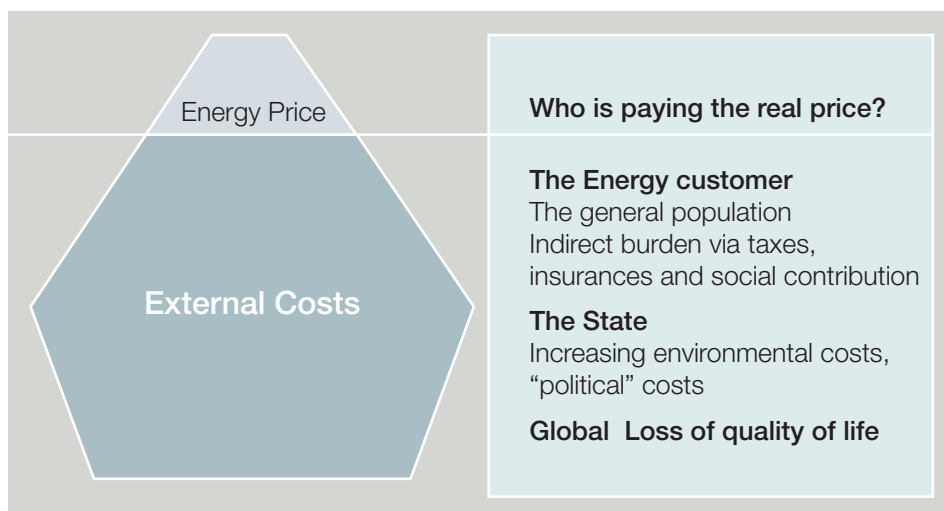 Energy Price
External Costs
Who is paying the real price?
The Energy customer
The general population
Indirect burden via taxes,
insurances and social contribution
The State
Increasing environmental costs,
“political” costs
Global  Loss of quality of life